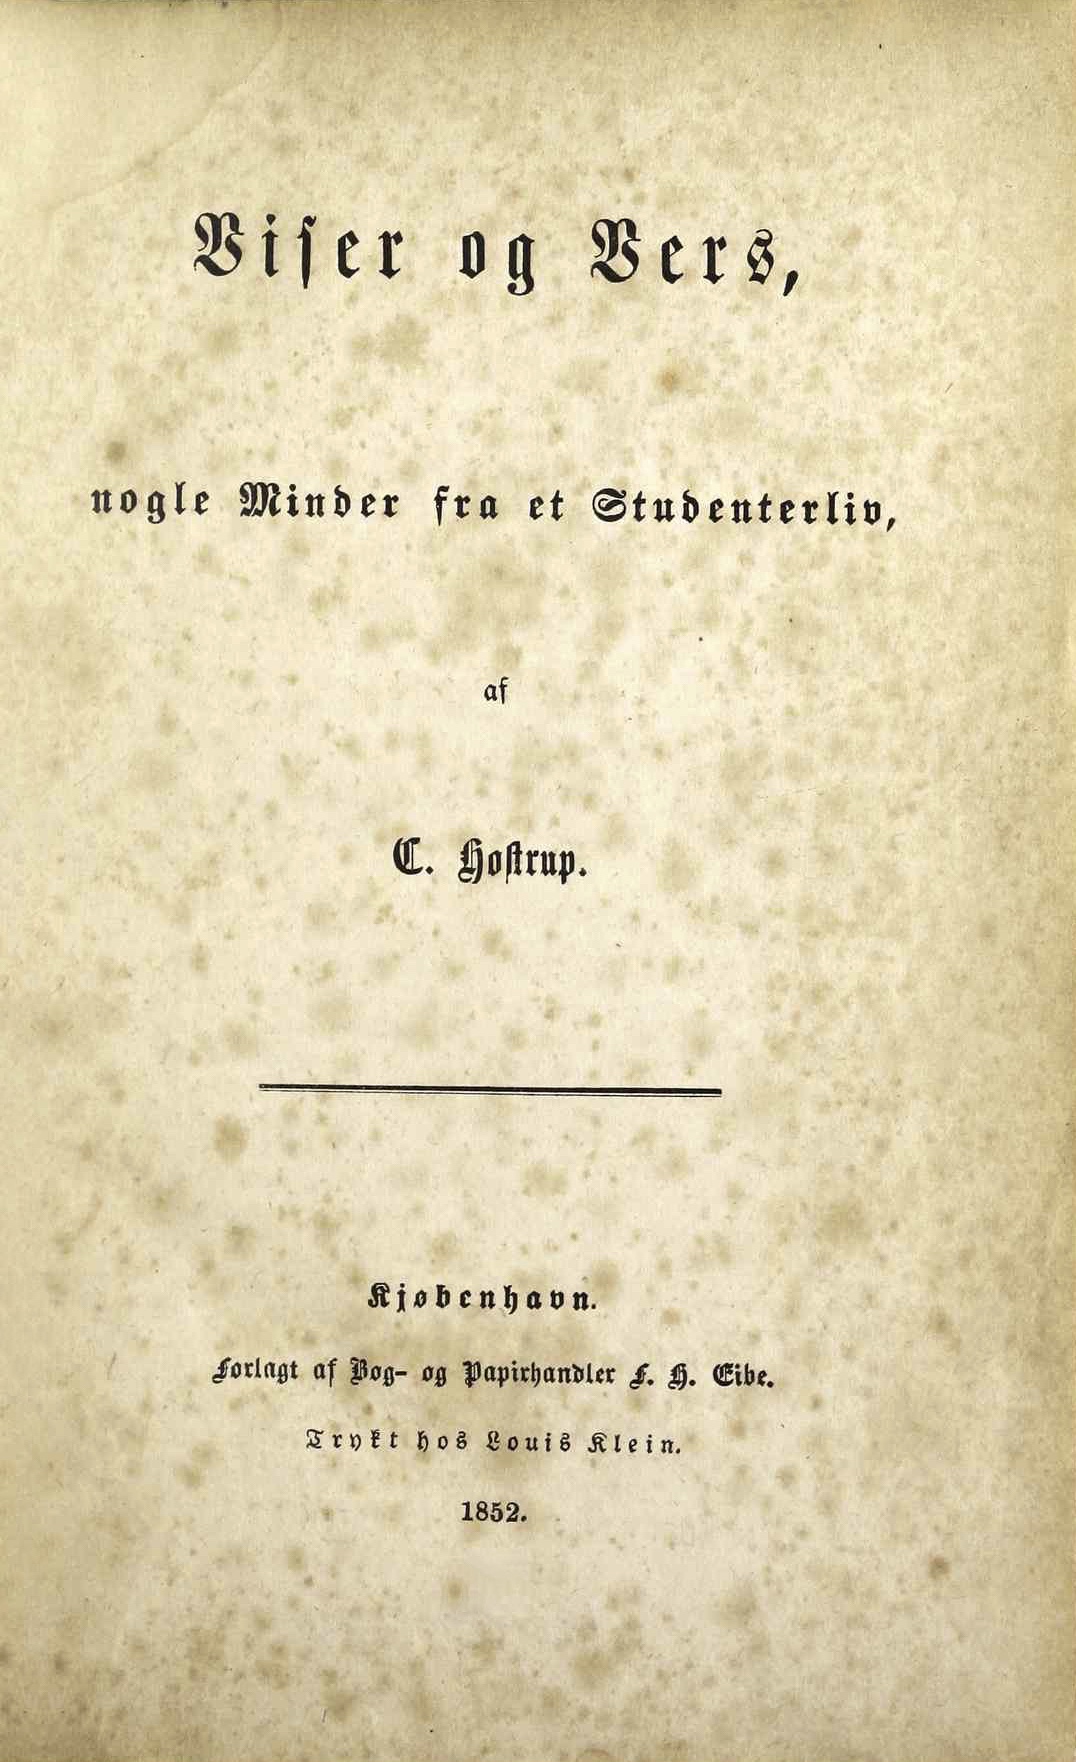 Viser og Vers,
nogle Minder fra et Studenterliv,
af
C. Hostrup.
Kjøbenhavn.
Forlagt af Bog- og Papirhandler F. H. Eibe.
Trykt hos Louis Klein.
1852.